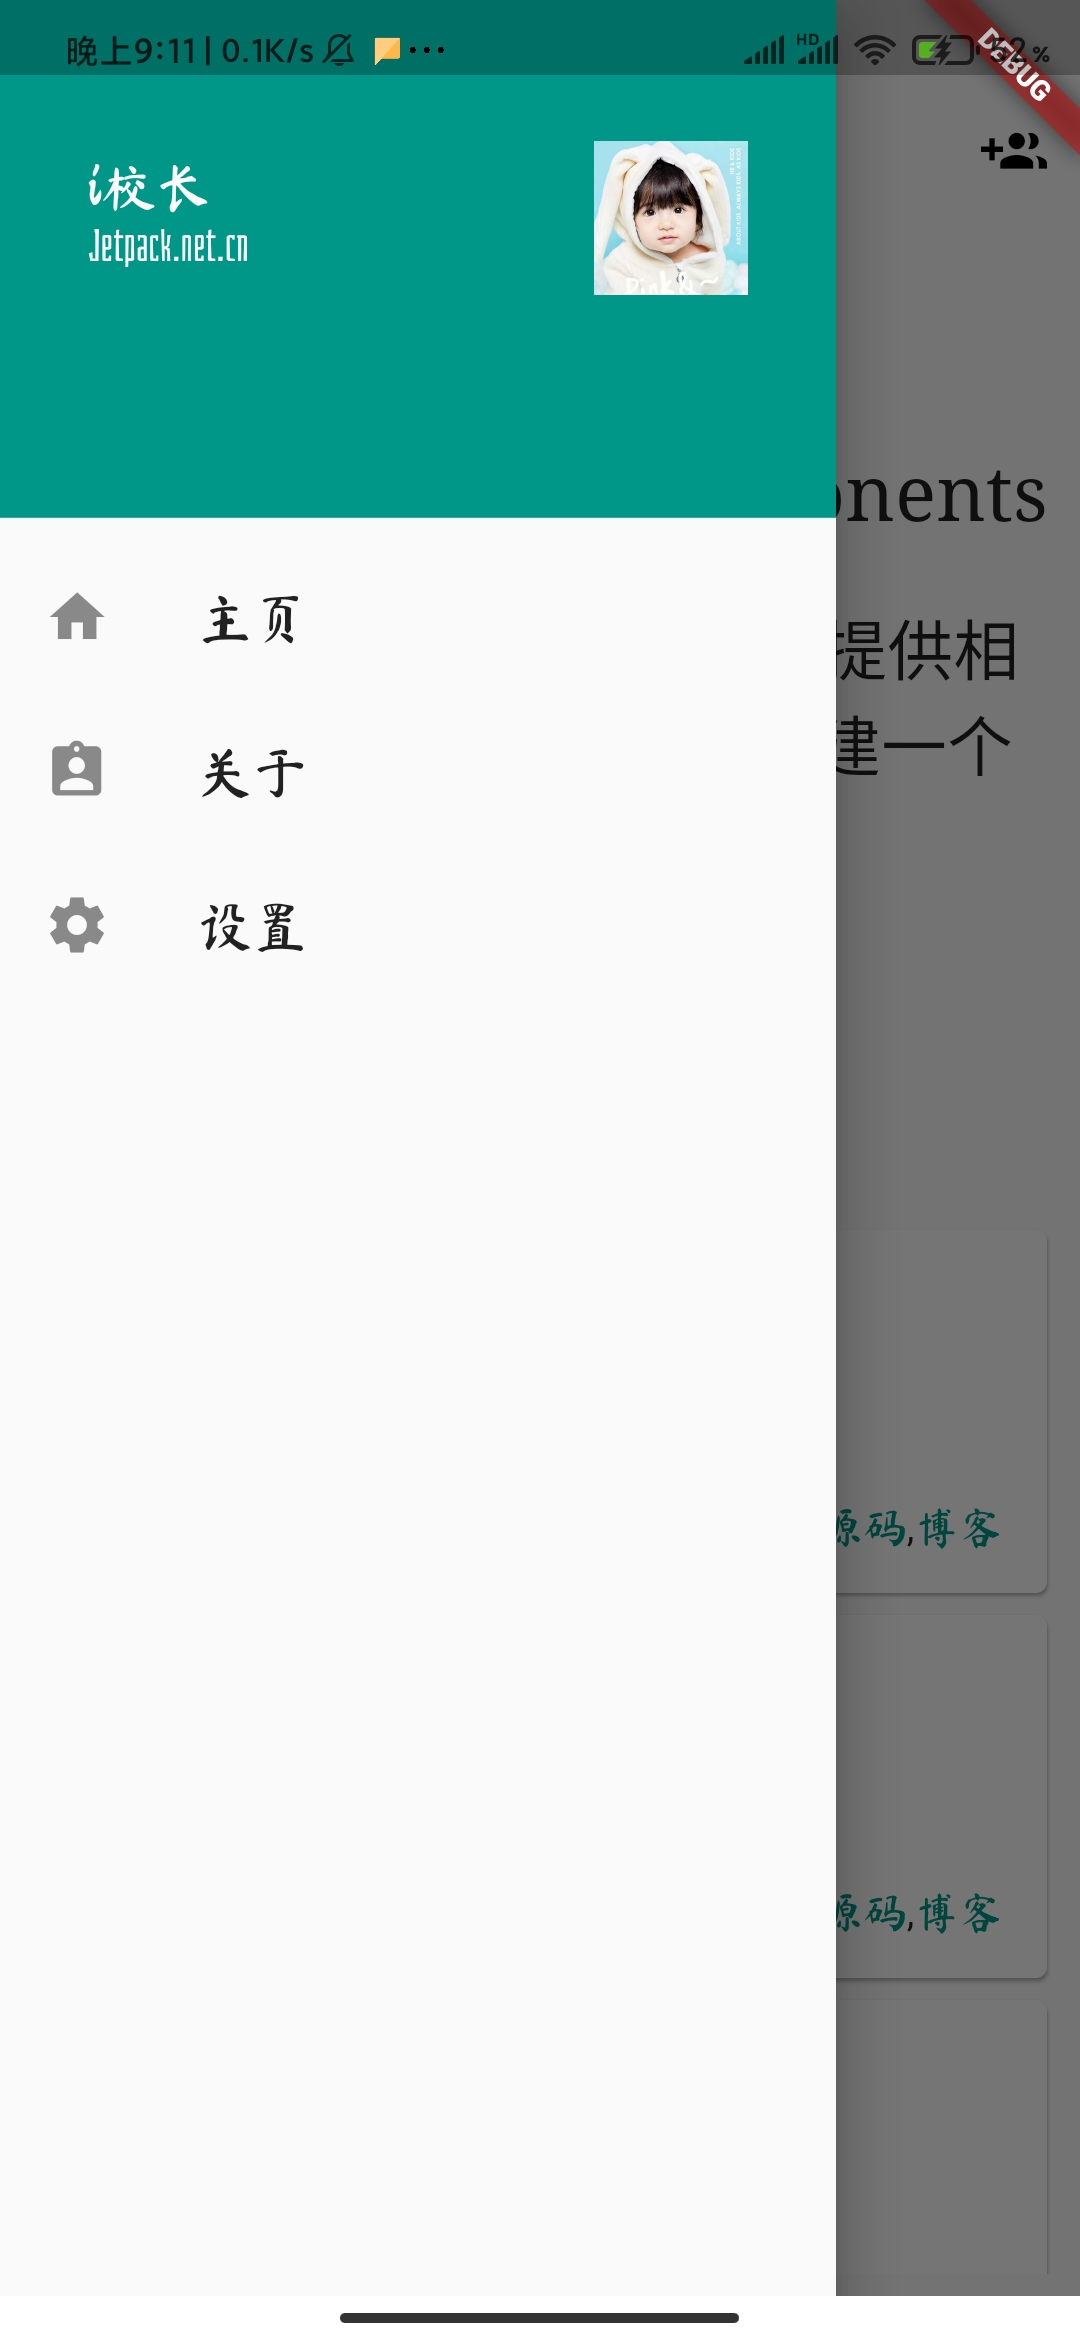 晚上9:11 | 0.1K/s
HD
%
DEBUG
i校长
Jetpack.net.cn
Pink&~
onents
主页
提供相
建一个
关于
设置
源码,博客
源码,博客